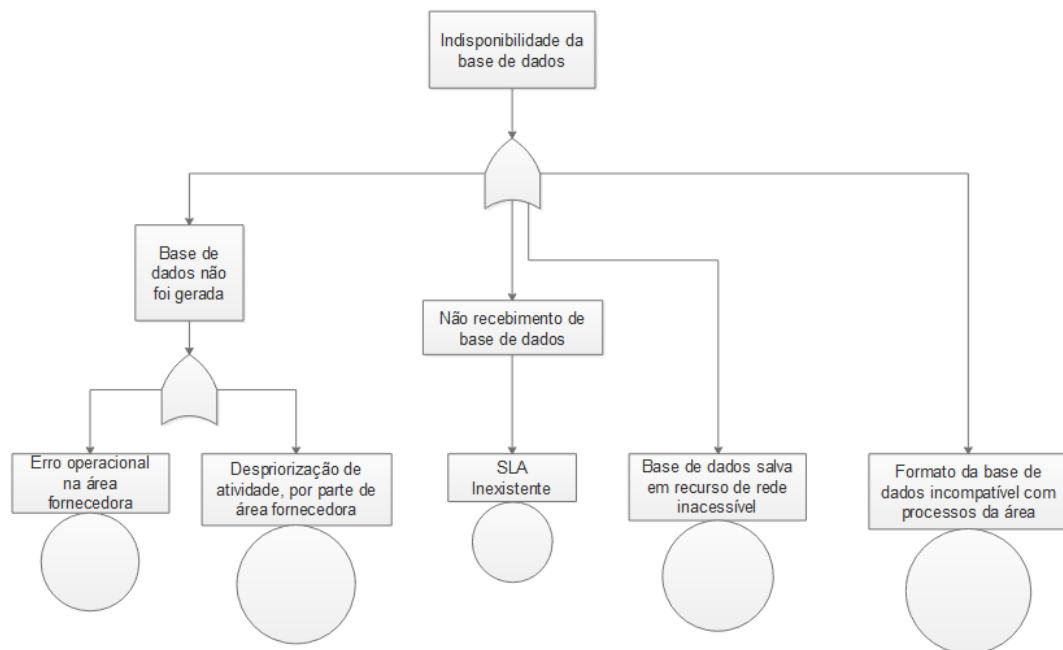 Indisponibilidade da
base de dados
Base de
dados não
foi gerada
Não recebimento de
base de dados
Erro operacional
na área
fornecedora
Despriorização de
atividade, por parte de
área fornecedora
SLA
Inexistente
Base de dados salva
em recurso de rede
inacessível
Formato da base de
dados incompatível com
processos da área